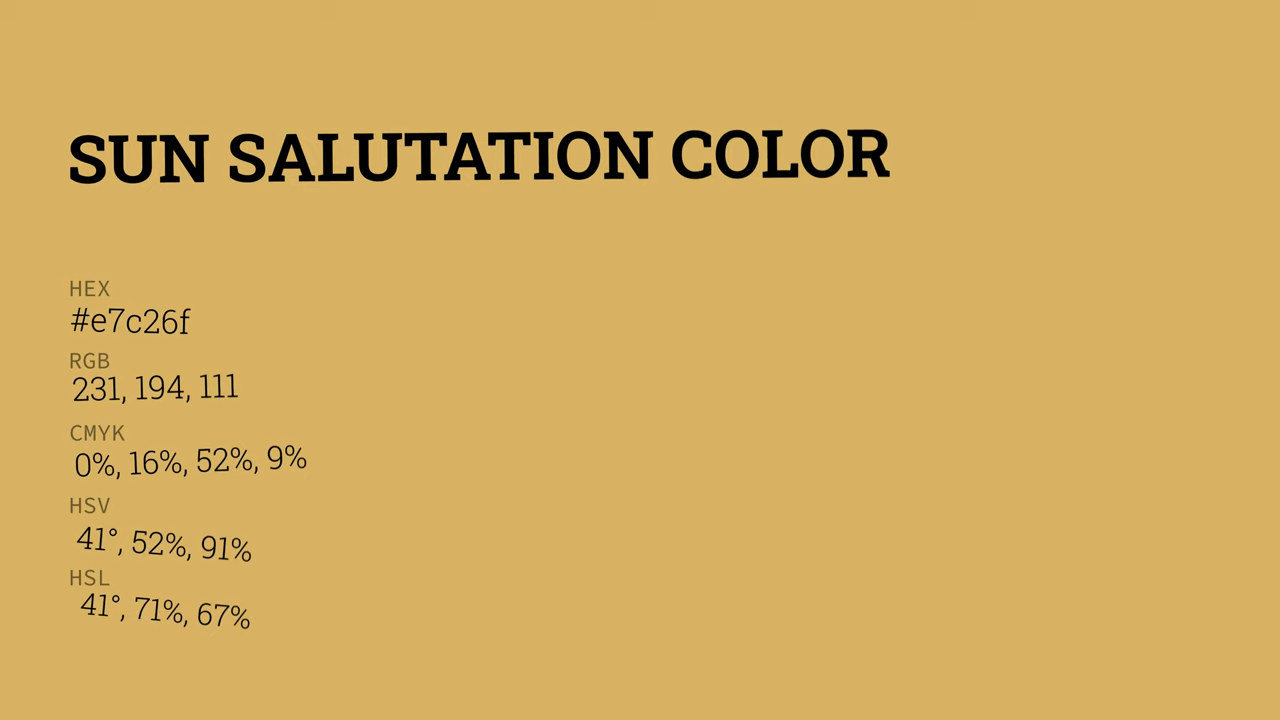 SUN SALUTATION COLOR
HEX
#e7c26f
RGB
231, 194, 111
CMYK
0%, 16%, 52%, 9%
HSV
41°, 52%, 91%
HSL
41°, 71%, 67%